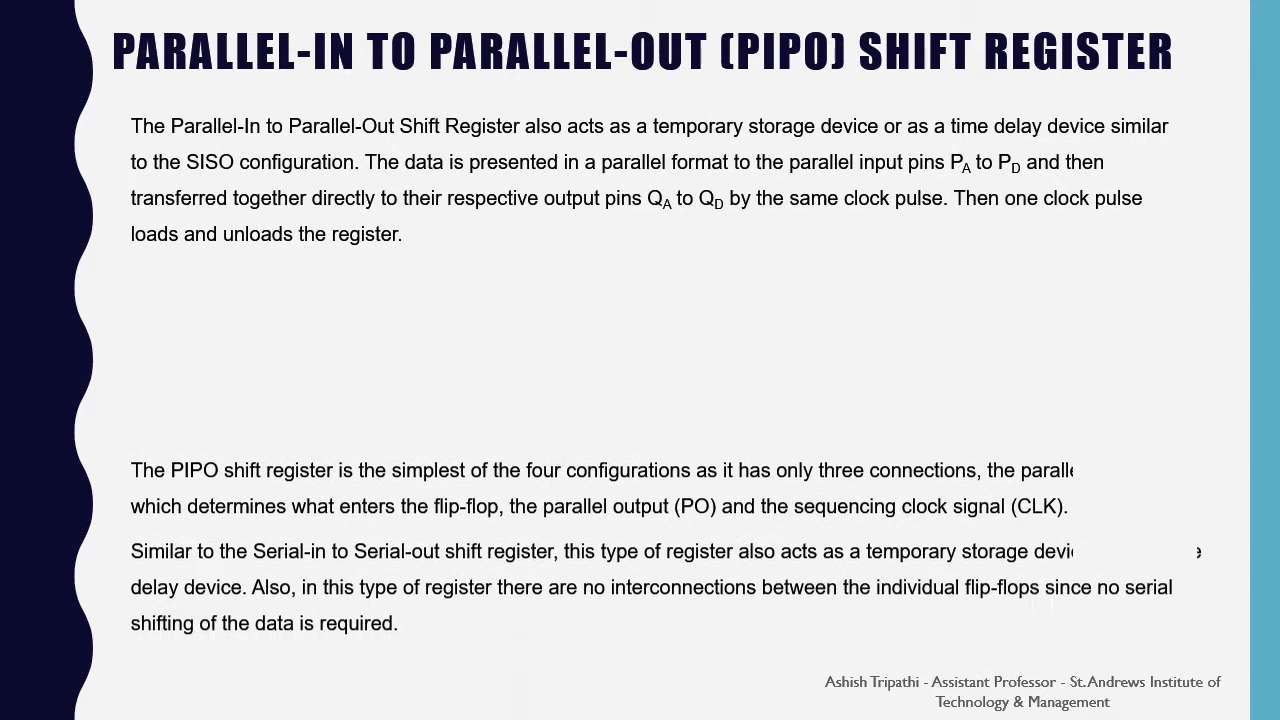 PARALLEL-IN TO PARALLEL-OUT (PIPO) SHIFT REGISTER
The Parallel-In to Parallel-Out Shift Register also acts as a temporary storage device or as a time delay device similar
to the SISO configuration. The data is presented in a parallel format to the parallel input pins PA to PD and then
transferred together directly to their respective output pins QA to QD by the same clock pulse. Then one clock pulse
loads and unloads the register.
The PIPO shift register is the simplest of the four configurations as it has only three connections, the
which determines what enters the flip-flop, the parallel output (PO) and the sequencing clock signal (CLK).
Similar to the Serial-in to Serial-out shift register, this type of register also acts as a temporary storage
delay device. Also, in this type of register there are no interconnections between the individual flip-flops since no serial
shifting of the data is required.
Ashish Tripathi - Assistant Professor - St.Andrews Institute of
Technology & Management